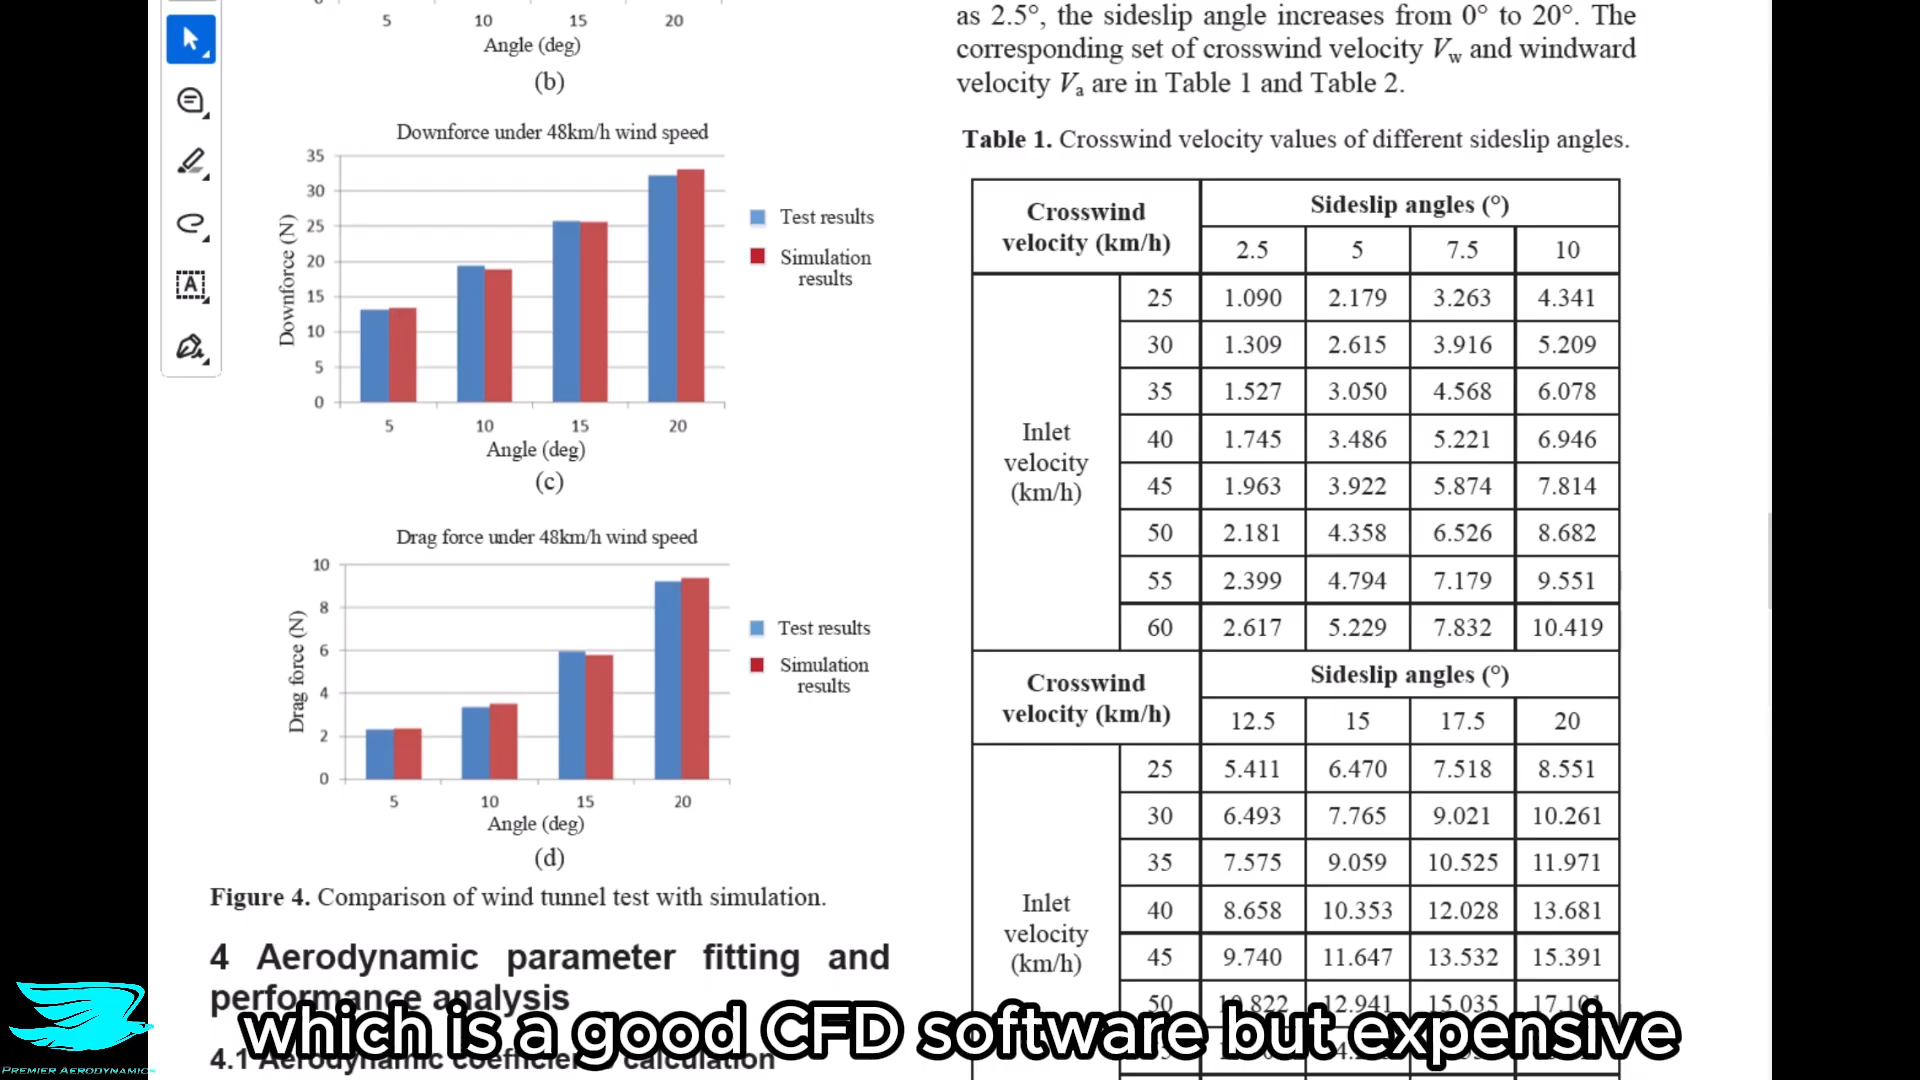 5 10 15 20
Angle (deg)
(b)
Downforce under 48km/h wind speed
35
30
25
20
15
10
5
0
Downforce (N)
5 10 15 20
Angle (deg)
Test results
Simulation
results
(c)
Drag force under 48km/h wind speed
10
8
6
4
2
0
Drag force (N)
5 10 15 20
Angle (deg)
Test results
Simulation
results
(d)
Figure 4. Comparison of wind tunnel test with simulation.
4 Aerodynamic parameter fitting and
performance analysis
4.1 Aerodynamic coefficient calculation
as 2.5°, the sideslip angle increases from 0° to 20°. The
corresponding set of crosswind velocity Vw and windward
velocity Va are in Table 1 and Table 2.
Table 1. Crosswind velocity values of different sideslip angles.
Crosswind
velocity (km/h)
Sideslip angles (°)
2.5 5 7.5 10
Inlet
velocity
(km/h)
25 1.090 2.179 3.263 4.341
30 1.309 2.615 3.916 5.209
35 1.527 3.050 4.568 6.078
40 1.745 3.486 5.221 6.946
45 1.963 3.922 5.874 7.814
50 2.181 4.358 6.526 8.682
55 2.399 4.794 7.179 9.551
60 2.617 5.229 7.832 10.419
Crosswind
velocity (km/h)
Sideslip angles (°)
12.5 15 17.5 20
Inlet
velocity
(km/h)
25 5.411 6.470 7.518 8.551
30 6.493 7.765 9.021 10.261
35 7.575 9.059 10.525 11.971
40 8.658 10.353 12.028 13.681
45 9.740 11.647 13.532 15.391
50 10.822 12.941 15.035 17.101
which is a good CFD software but expensive
PREMIER AERODYNAMICS